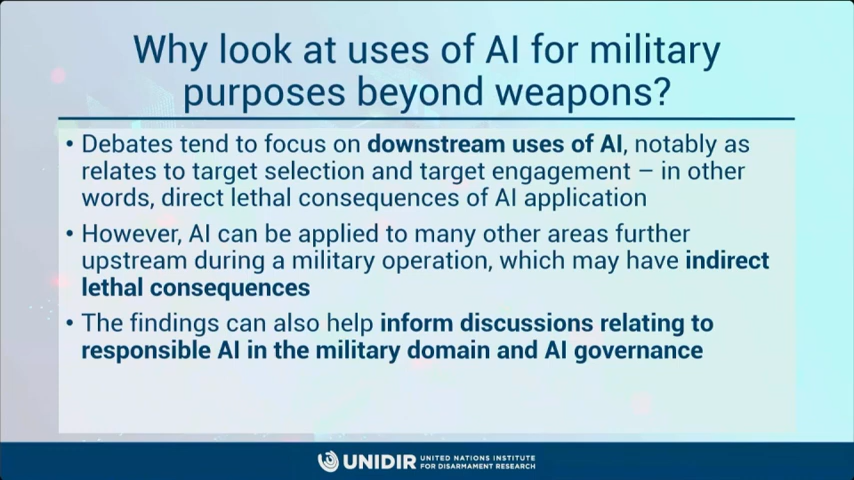 Why look at uses of AI for military
purposes beyond weapons?
• Debates tend to focus on downstream uses of AI, notably as
relates to target selection and target engagement – in other
words, direct lethal consequences of AI application
• However, AI can be applied to many other areas further
upstream during a military operation, which may have indirect
lethal consequences
• The findings can also help inform discussions relating to
responsible AI in the military domain and AI governance
UNIDIR
UNITED NATIONS INSTITUTE
FOR DISARMAMENT RESEARCH